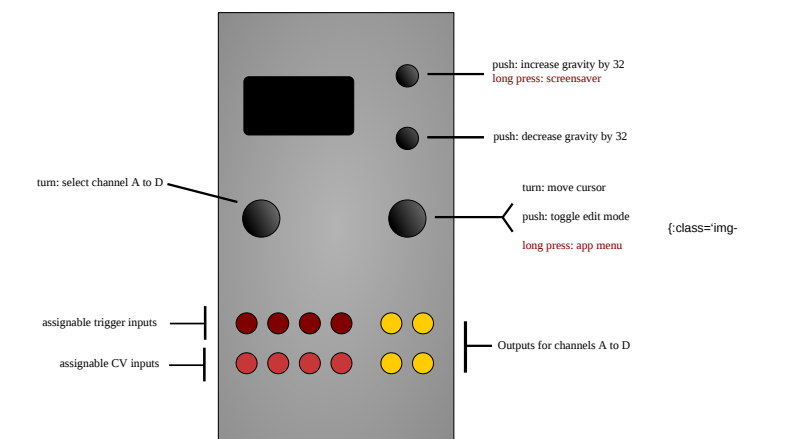 push: increase gravity by 32
long press: screensaver
push: decrease gravity by 32
turn: select channel A to D
turn: move cursor
push: toggle edit mode
{:class=‘img-
long press: app menu
assignable trigger inputs
Outputs for channels A to D
assignable CV inputs